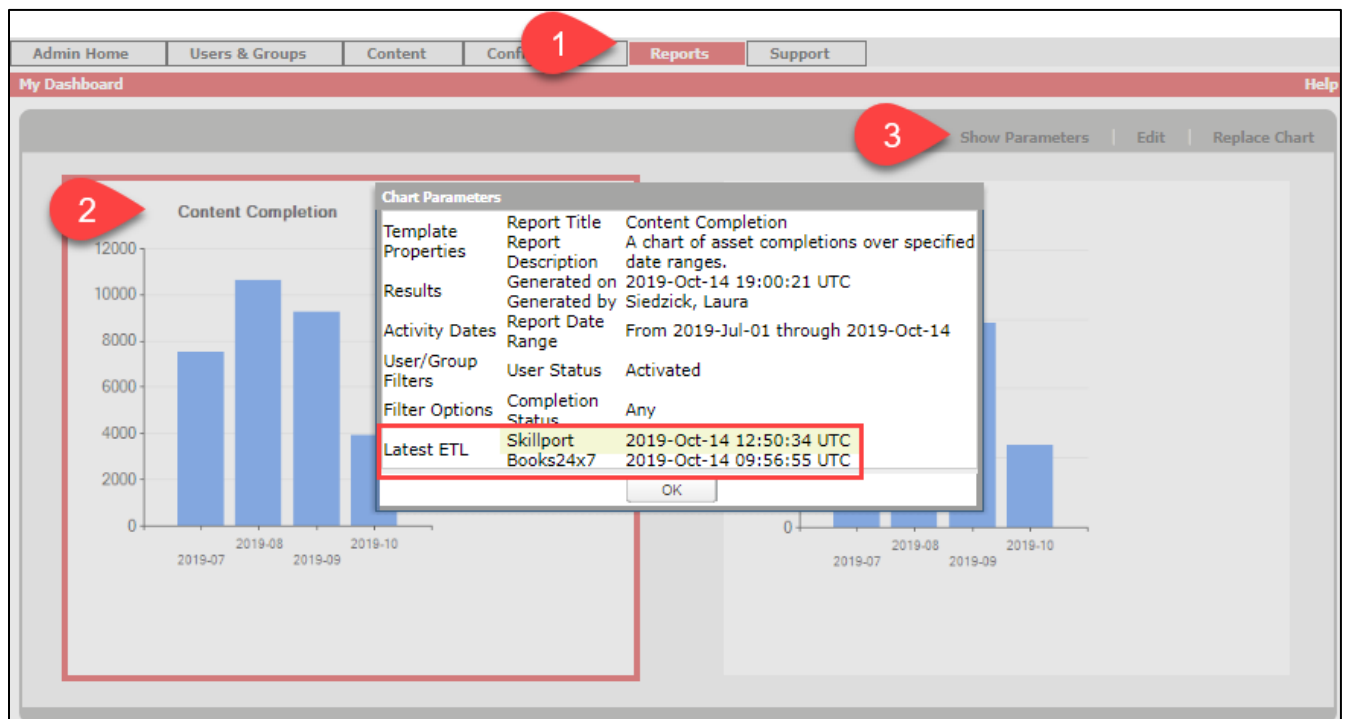 Admin Home Users & Groups Content Conf 1 Reports Support
My Dashboard Help
3 Show Parameters | Edit | Replace Chart
2 Content Completion
12000
10000
8000
6000
4000
2000
0
2019-07 2019-08 2019-09 2019-10
Chart Parameters
Template Properties
Report Title Content Completion
Report Description A chart of asset completions over specified
date ranges.
Results
Generated on 2019-Oct-14 19:00:21 UTC
Generated by Siedzick, Laura
Activity Dates Report Date Range From 2019-Jul-01 through 2019-Oct-14
User/Group Filters User Status Activated
Filter Options Completion Status Any
Latest ETL
Skillport 2019-Oct-14 12:50:34 UTC
Books24x7 2019-Oct-14 09:56:55 UTC
OK
0
2019-07 2019-08 2019-09 2019-10